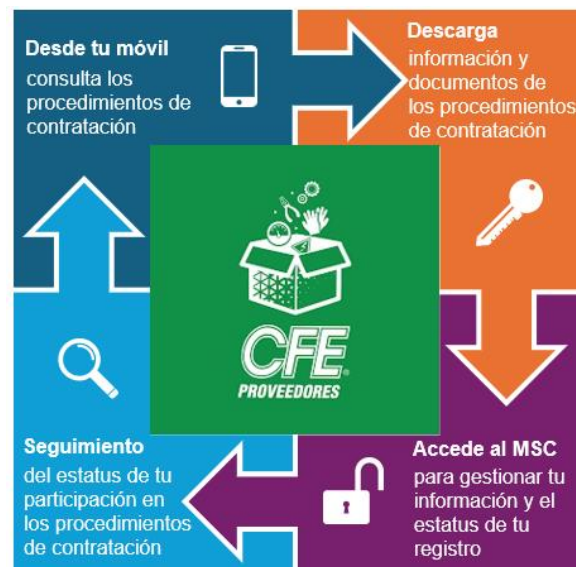 Desde tu móvil
consulta los
procedimientos de
contratación
Descarga
información y
documentos de
los procedimientos
de contratación
CFE®
PROVEEDORES
Seguimiento
del estatus de tu
participación en
los procedimientos
de contratación
Accede al MSC
para gestionar tu
información y el
estatus de tu
registro